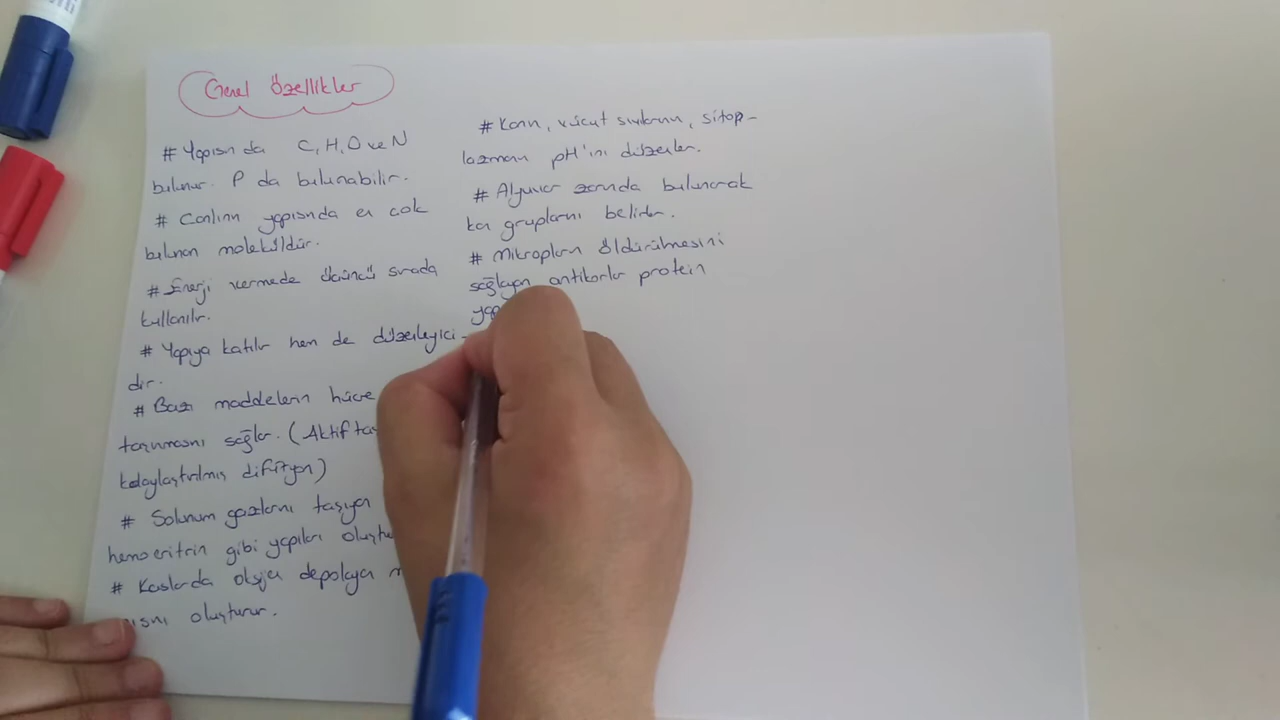 Genel Özellikler
# Yapısında C, H, O ve N
bulunur. P da bulunabilir.
# Canlının yapısında en çok
bulunan moleküldür.
# Enerji vermede üçüncü sırada
kullanılır.
# Yapıya katılır hem de düzenleyici-
dir.
# Bazı maddelerin hücre
taşınmasını sağlar. (Aktif taş
kolaylaştırılmış difüzyon)
# Solunum gazlarını taşıyan
hemoeritrin gibi yapıları oluştu
# Kaslarda oksijen depolayan m
oluşturur.
# Kanın, vücut sıvılarının, sitop-
lazmanın pH'ını düzenler.
# Alyuvar zarında bulunarak
kan gruplarını belirler.
# Mikropların öldürülmesini
sağlayan antikorlar protein